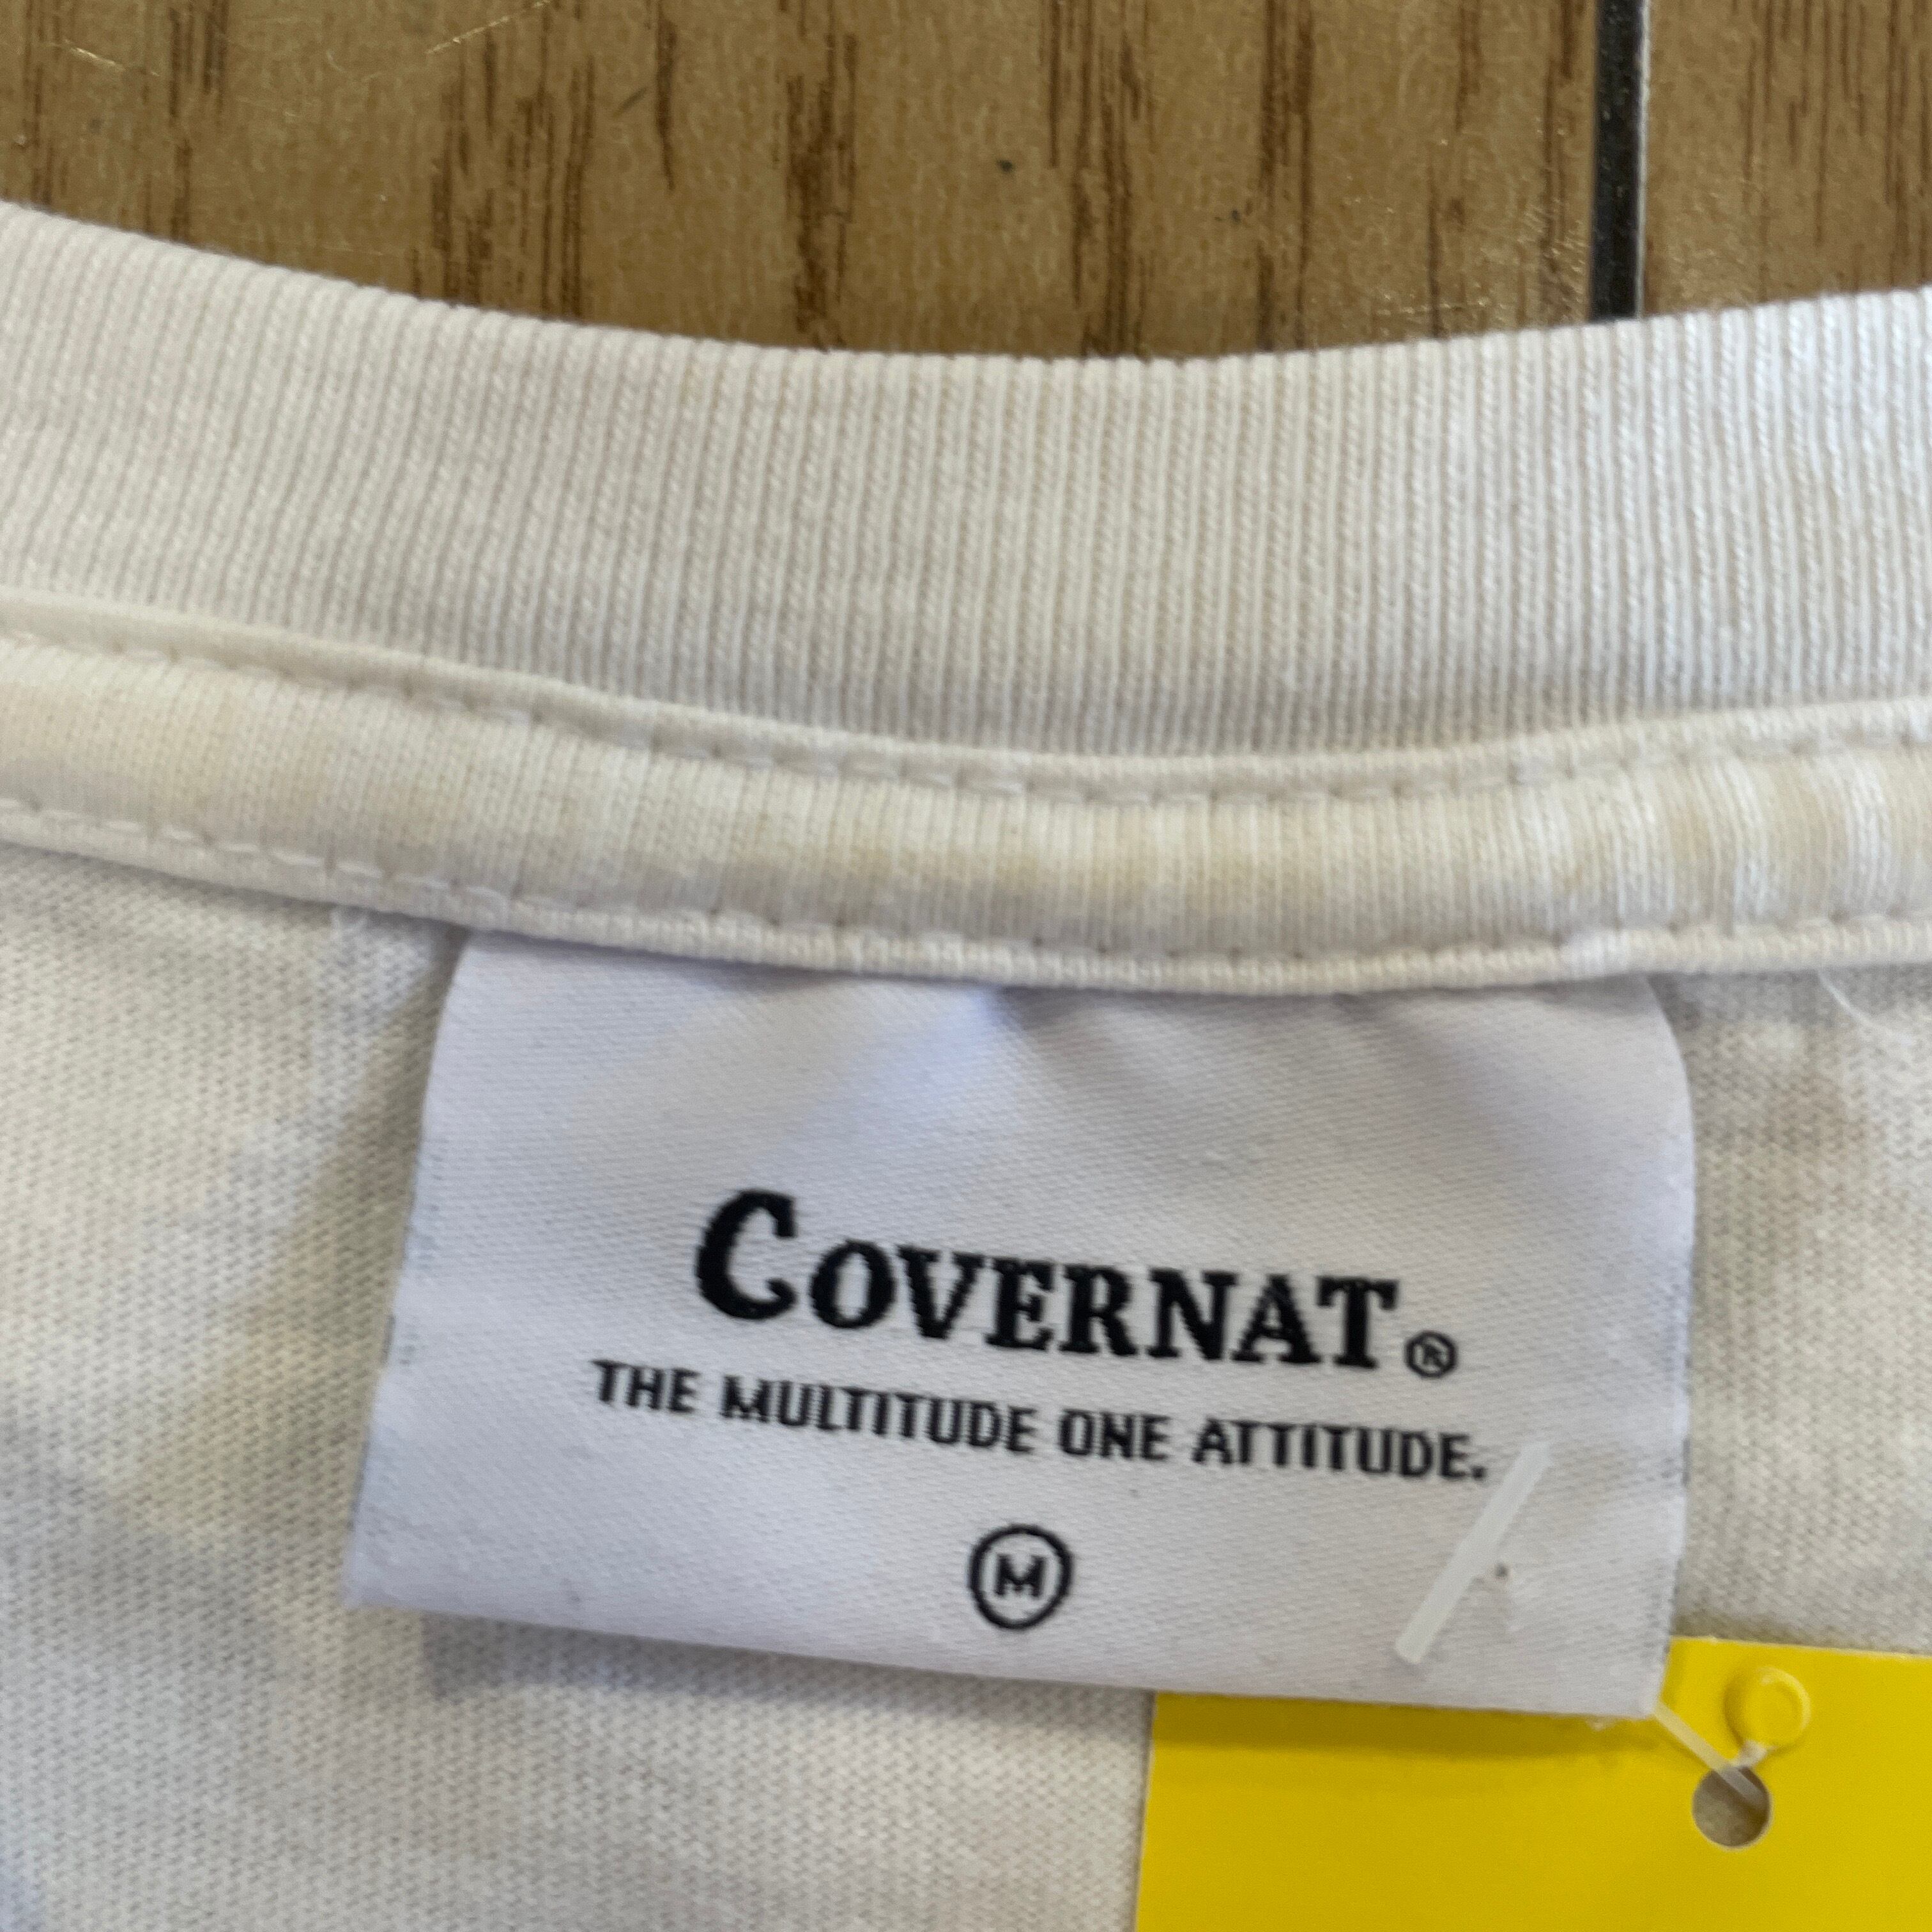 COVERNAT®
THE MULTITUDE ONE ATTITUDE.
M